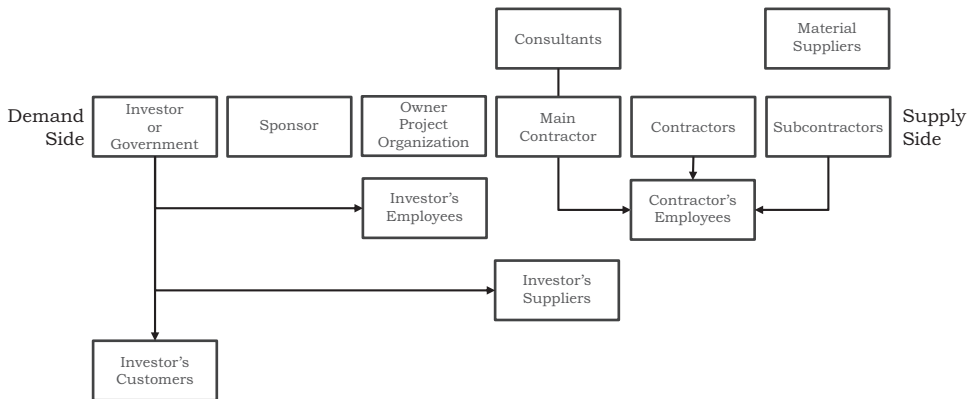 Consultants
Material
Suppliers
Demand
Side
Investor
or
Government
Sponsor
Owner
Project
Organization
Main
Contractor
Contractors
Subcontractors
Supply
Side
Investor’s
Employees
Contractor’s
Employees
Investor’s
Suppliers
Investor’s
Customers